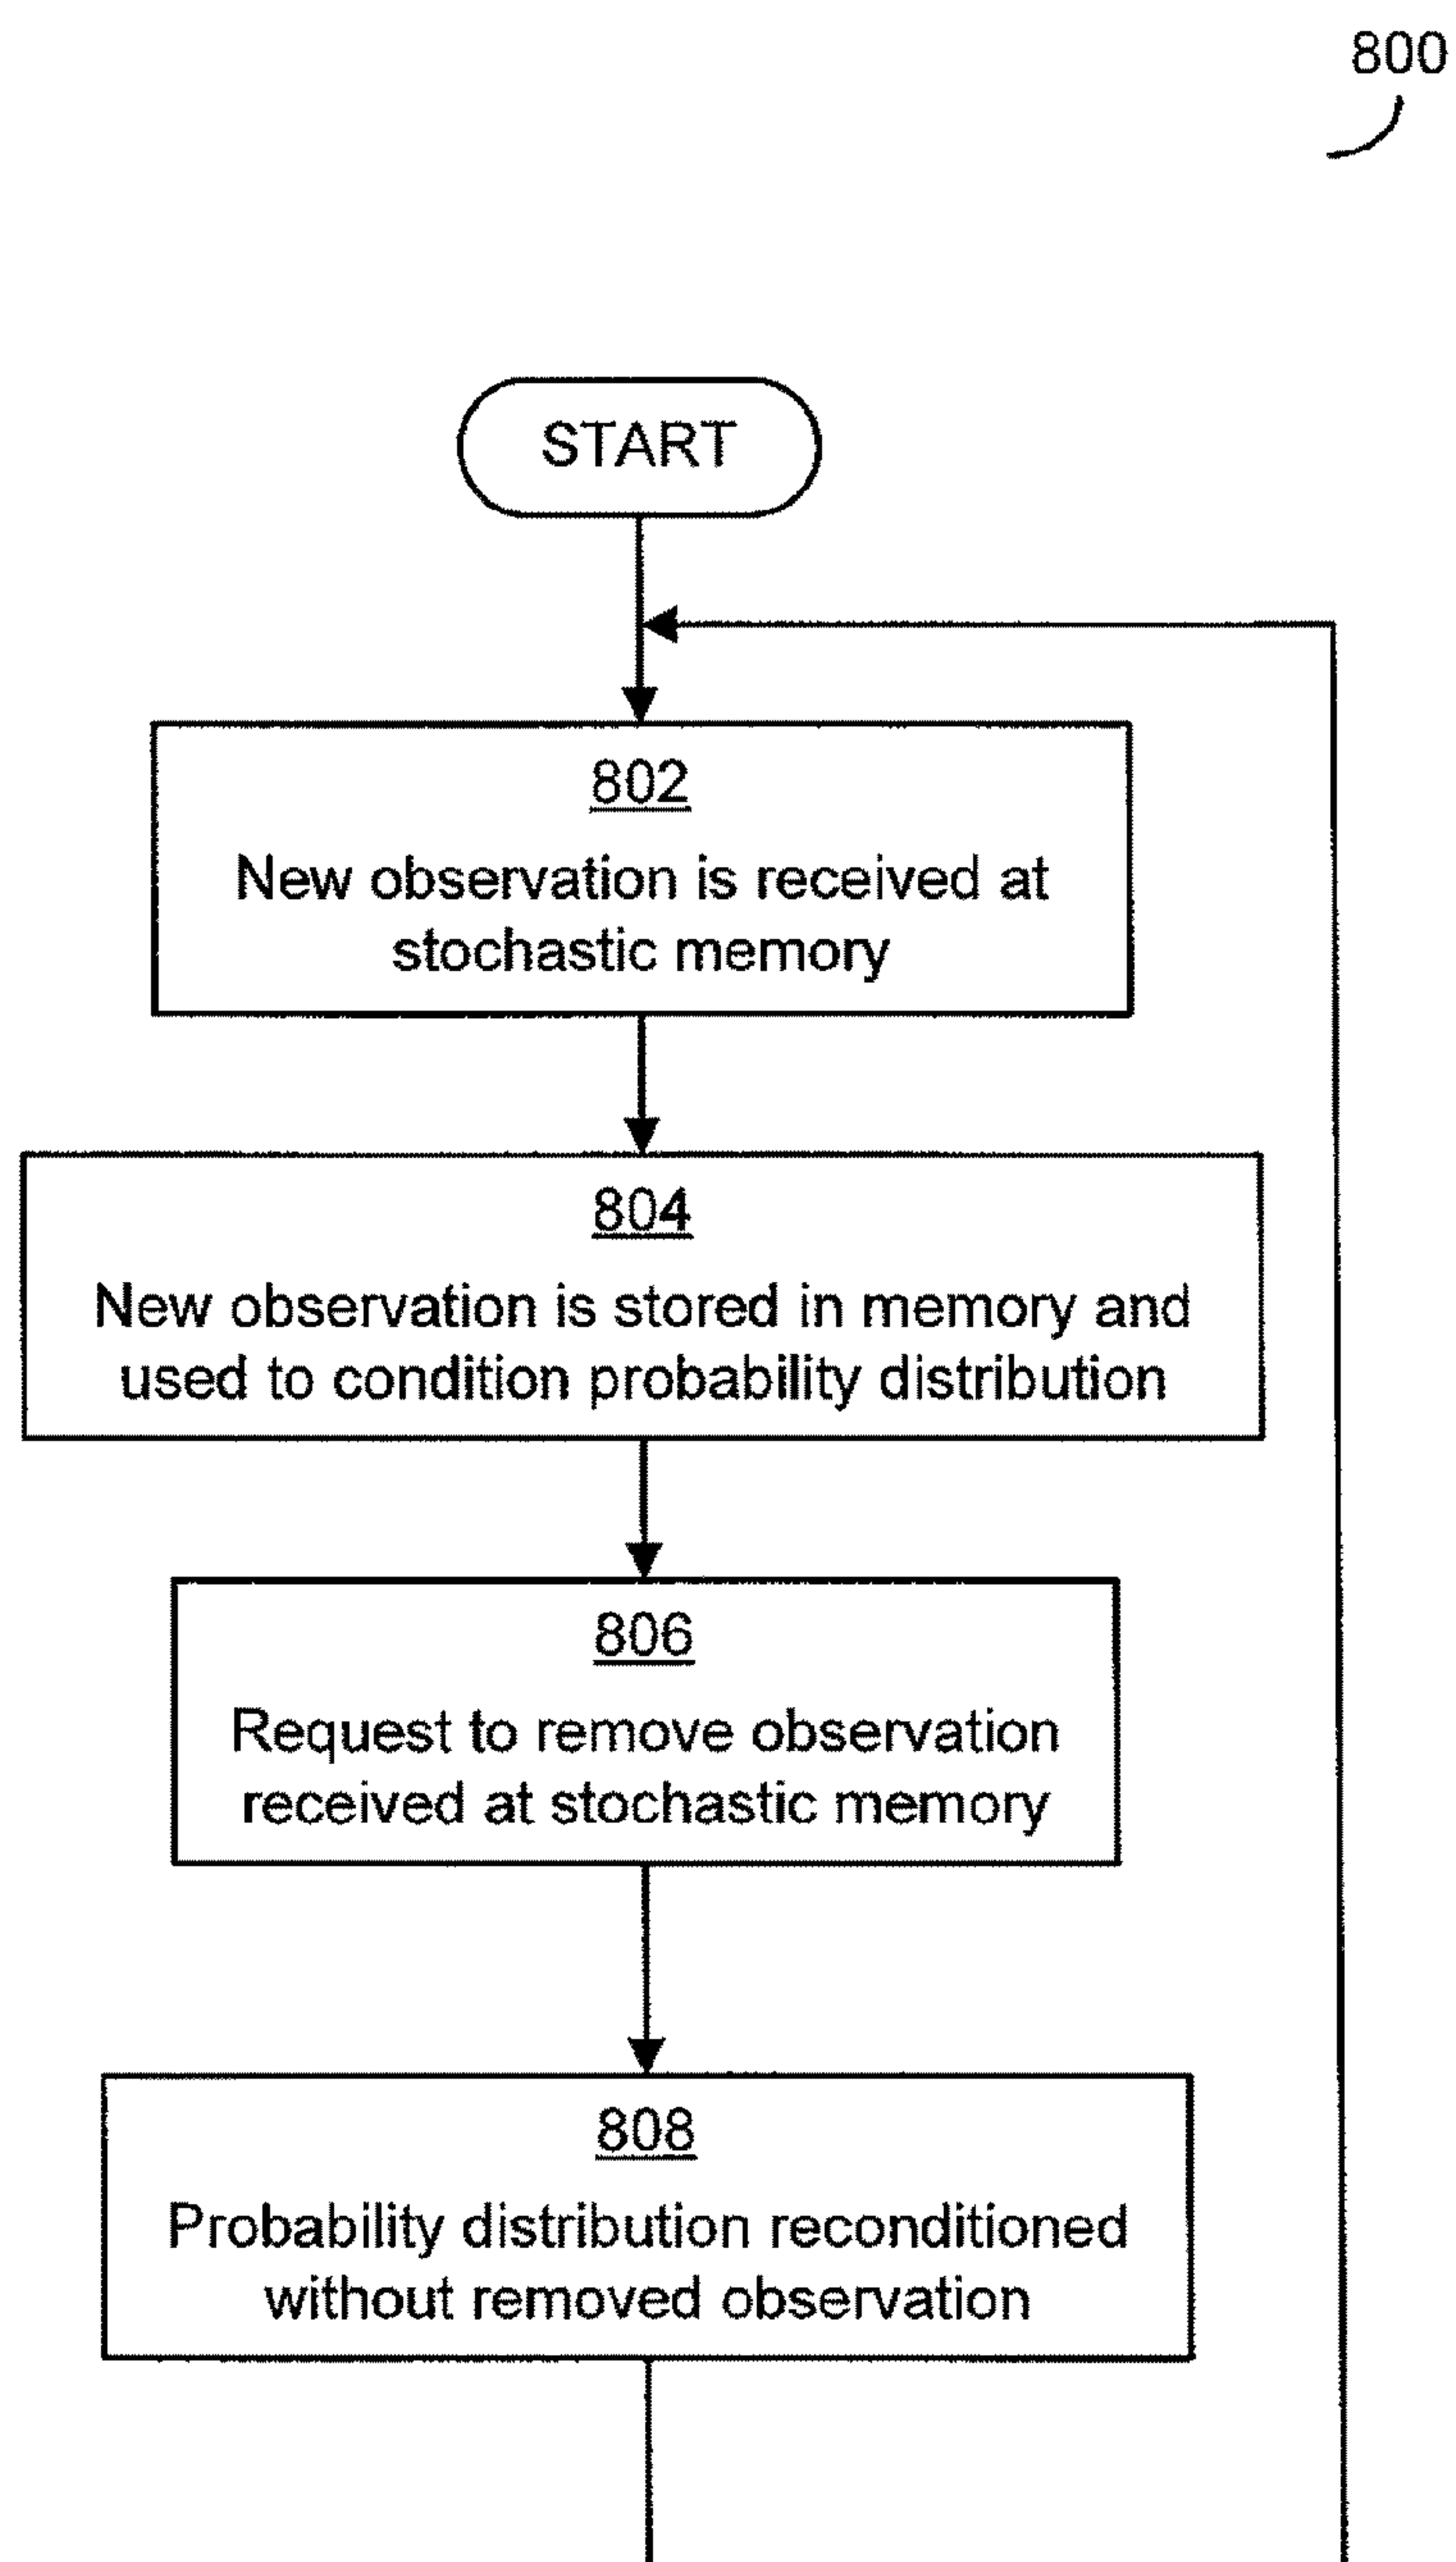 800
START
802
New observation is received at
stochastic memory
804
New observation is stored in memory and
used to condition probability distribution
806
Request to remove observation
received at stochastic memory
808
Probability distribution reconditioned
without removed observation